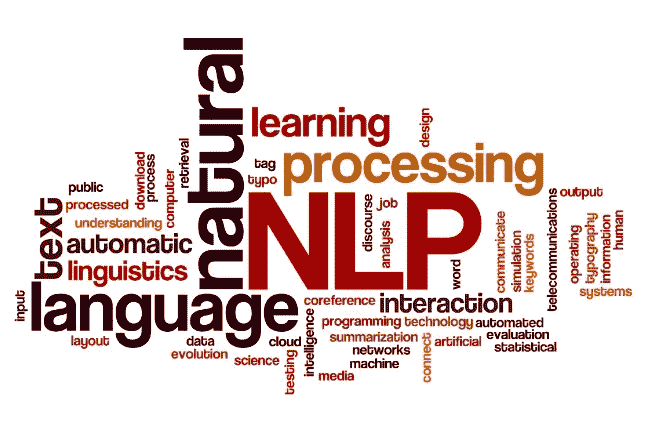 natural
learning
design
tag
typo
processing
retrieval
download
process
computer
public
processed
understanding
text
automatic
linguistics
NLP
discourse
job
analysis
word
communicate
simulation
keywords
telecommunications
output
operating
typography
information
human
systems
input
language
coreference
interaction
layout
data
evolution
cloud
science
testing
intelligence
programming
technology
automated
summarization
connect
artificial
evaluation
statistical
networks
machine
media